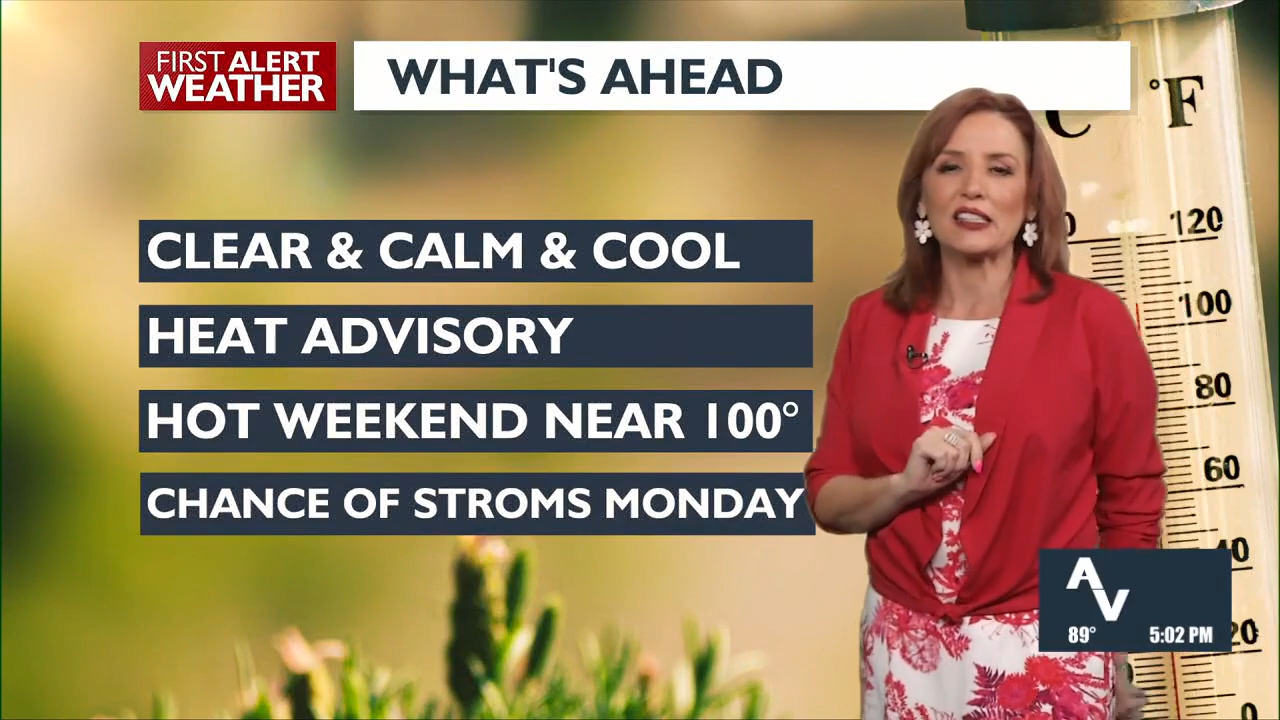 FIRST ALERT
WEATHER
WHAT'S AHEAD
°F
C
120
CLEAR & CALM & COOL
100
HEAT ADVISORY
80
HOT WEEKEND NEAR 100°
60
CHANCE OF STROMS MONDAY
40
AV
89° 5:02 PM
20
0